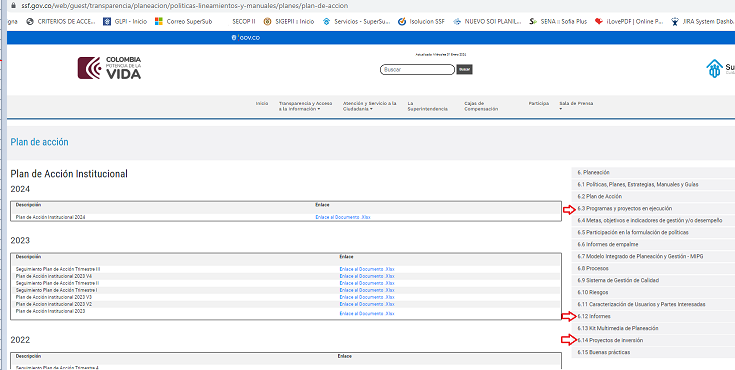 ssf.gov.co/web/guest/transparencia/planeacion/politicas-lineamientos-y-manuales/planes/plan-de-accion
gna CRITERIOS DE ACCE... GLPI - Inicio Correo SuperSub SECOP II SIGEPII :: Inicio Servicios - SuperSu... Isolucion SSF NUEVO SOI PLANION... SENA :: Sofia Plus iLovePDF | Online P... JIRA System Dashb...
GOV.CO
COLOMBIA
POTENCIA DE LA
VIDA
Buscar
Buscar
Su
Inicio
Transparencia y Acceso a la Información
Atención y Servicio a la Ciudadanía
La Superintendencia
Cajas de Compensación
Participa
Sala de Prensa
Plan de acción
Plan de Acción Institucional
2024
Descripción Enlace
Plan de Acción Institucional 2024 Enlace al Documento .Xlsx
2023
Descripción Enlace
Seguimiento Plan de Acción Trimestre III Enlace al Documento .Xlsx
Plan de Acción institucional 2023 V4 Enlace al Documento .Xlsx
Seguimiento Plan de Acción Trimestre II Enlace al Documento .Xlsx
Seguimiento Plan de Acción Trimestre I Enlace al Documento .Xlsx
Plan de Acción Institucional 2023 V3 Enlace al Documento .Xlsx
Plan de Acción Institucional 2023 V2 Enlace al Documento .Xlsx
Plan de Acción Institucional 2023 Enlace al Documento .Xlsx
2022
Descripción Enlace
Seguimiento Plan de Acción Trimestre 4
6. Planeación
6.1 Políticas, Planes, Estrategias, Manuales y Guías
6.2 Plan de Acción
6.3 Programas y proyectos en ejecución
6.4 Metas, objetivos e indicadores de gestión y/o desempeño
6.5 Participación en la formulación de políticas
6.6 Informes de empalme
6.7 Modelo Integrado de Planeación y Gestión - MIPG
6.8 Procesos
6.9 Sistema de Gestión de Calidad
6.10 Riesgos
6.11 Caracterización de Usuarios y Partes Interesadas
6.12 Informes
6.13 Kit Multimedia de Planeación
6.14 Proyectos de inversión
6.15 Buenas prácticas